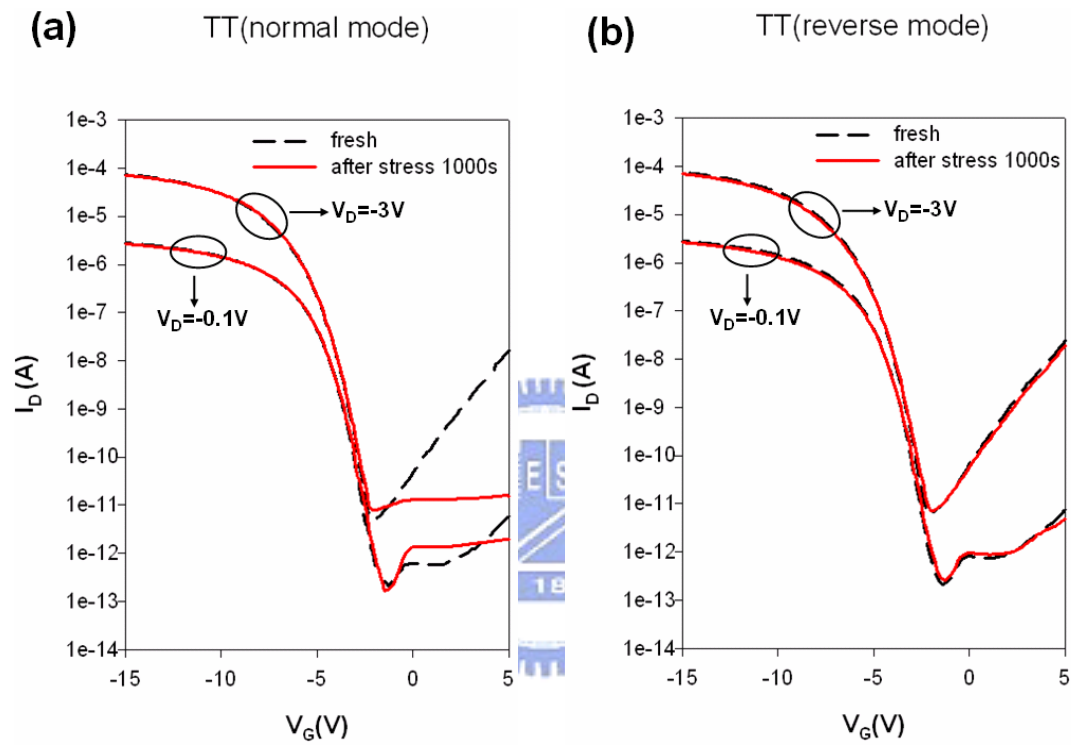 (a)
TT(normal mode)
1e-3
1e-4
1e-5
1e-6
1e-7
1e-8
1e-9
1e-10
1e-11
1e-12
1e-13
1e-14
I_D (A)
fresh
after stress 1000s
V_D=-3V
V_D=-0.1V
-15
-10
-5
0
5
V_G(V)
E S
18
(b)
TT(reverse mode)
1e-3
1e-4
1e-5
1e-6
1e-7
1e-8
1e-9
1e-10
1e-11
1e-12
1e-13
1e-14
I_D (A)
fresh
after stress 1000s
V_D=-3V
V_D=-0.1V
-15
-10
-5
0
5
V_G(V)